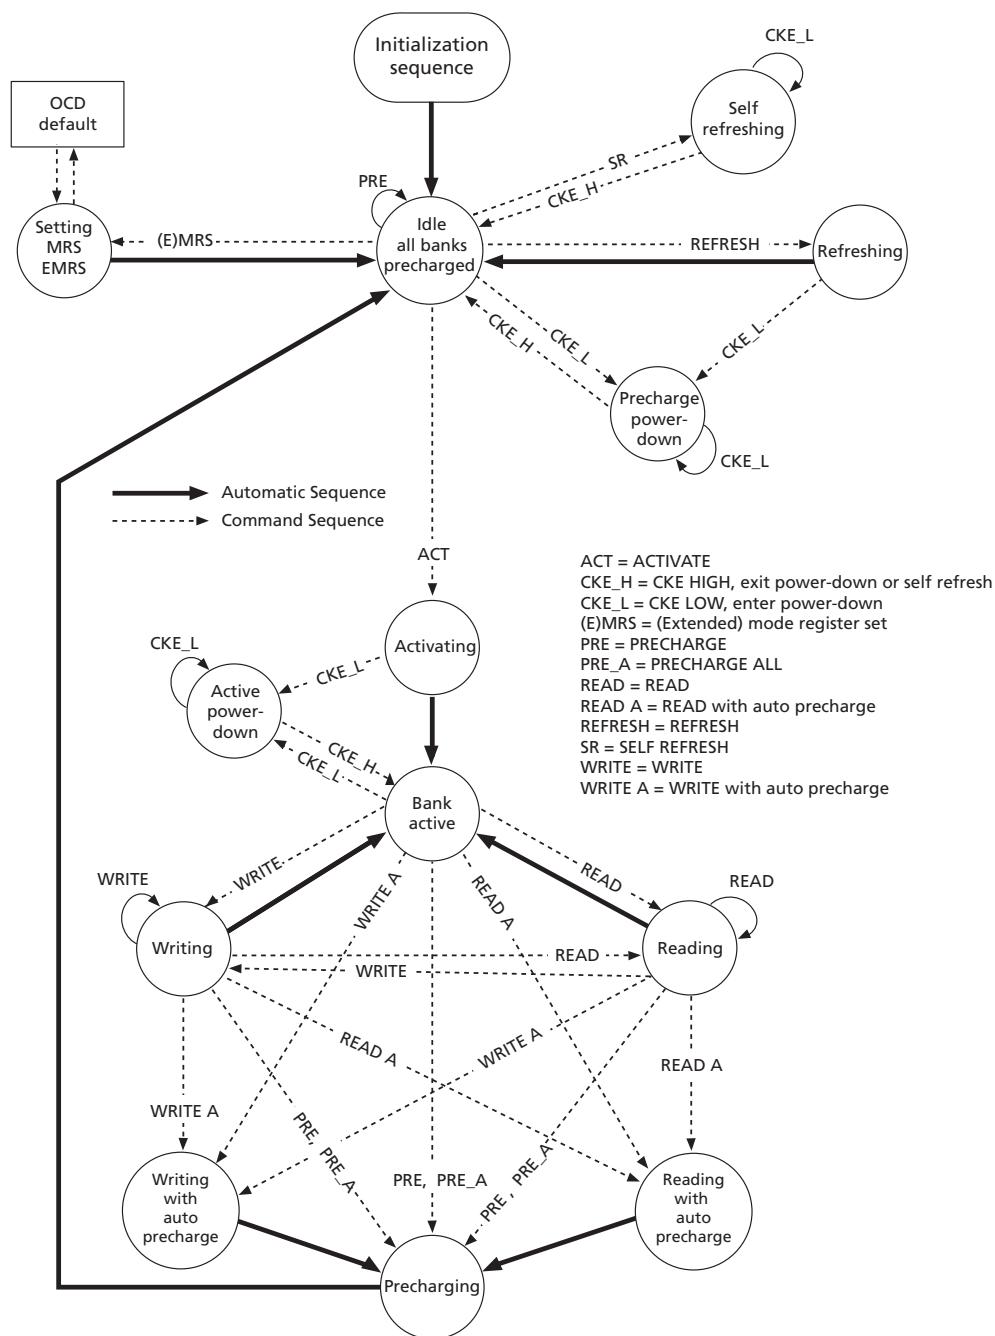 Initialization
sequence
CKE_L
OCD
default
Self
refreshing
SR
CKE_H
PRE
Setting
MRS
EMRS
(E)MRS
Idle
all banks
precharged
REFRESH
Refreshing
CKE_H
CKE_L
CKE_L
Precharge
power-
down
CKE_L
Automatic Sequence
Command Sequence
ACT
ACT = ACTIVATE
CKE_H = CKE HIGH, exit power-down or self refresh
CKE_L = CKE LOW, enter power-down
(E)MRS = (Extended) mode register set
PRE = PRECHARGE
PRE_A = PRECHARGE ALL
READ = READ
READ A = READ with auto precharge
REFRESH = REFRESH
SR = SELF REFRESH
WRITE = WRITE
WRITE A = WRITE with auto precharge
Activating
CKE_L
CKE_L
Active
power-
down
CKE_H
CKE_L
Bank
active
WRITE
WRITE
WRITE A
READ A
READ
READ
Writing
READ
WRITE
Reading
READ A
WRITE A
READ A
WRITE A
PRE, PRE_A
PRE, PRE_A
PRE, PRE_A
Writing
with
auto
precharge
Reading
with
auto
precharge
Precharging